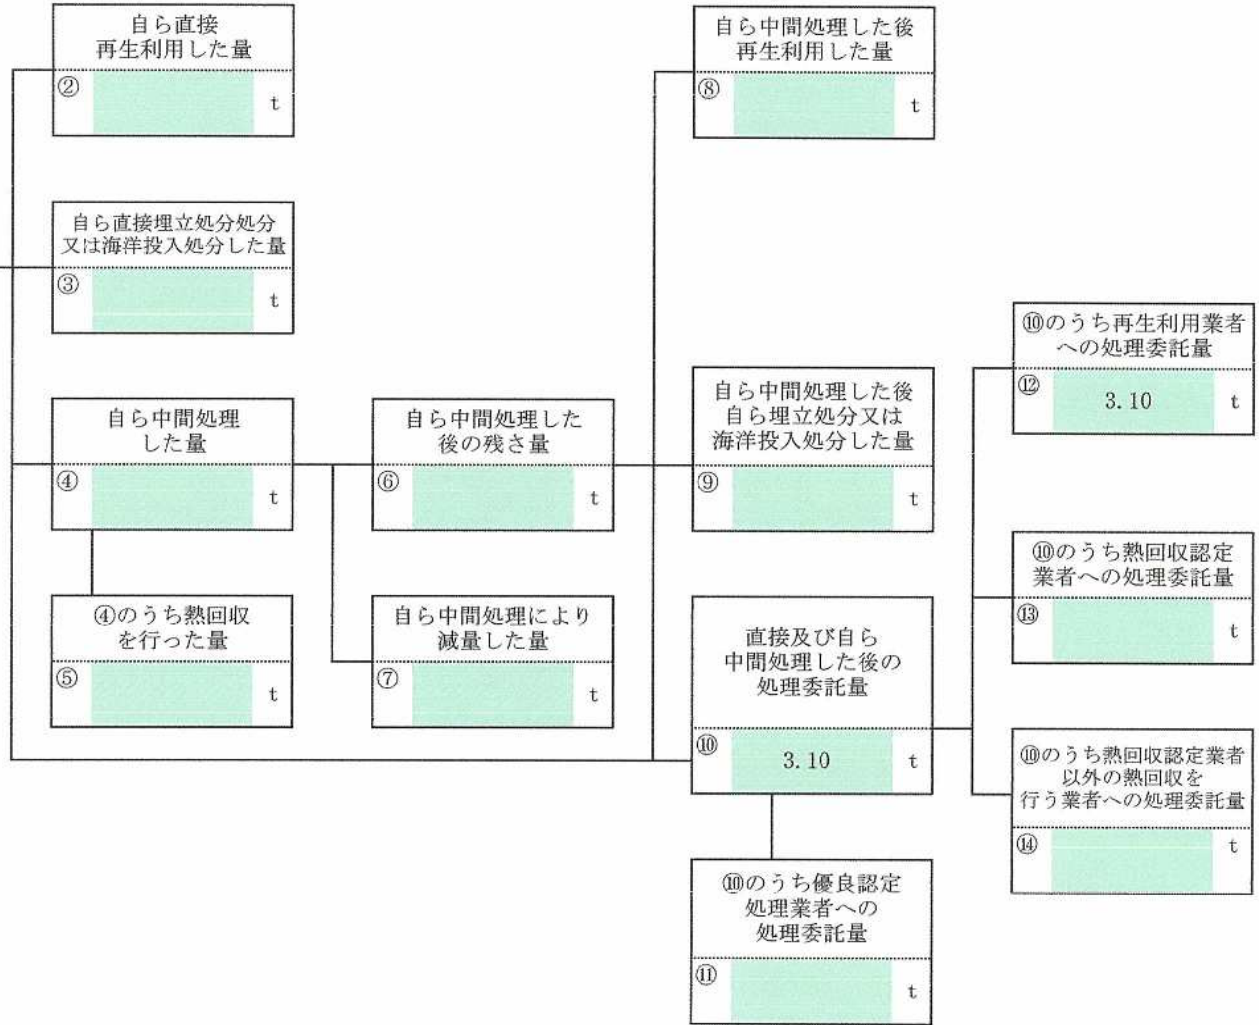 自ら直接
再生利用した量
②
t
自ら中間処理した後
再生利用した量
⑧
t
自ら直接埋立処分処分
又は海洋投入処分した量
③
t
⑩のうち再生利用業者
への処理委託量
⑫
3.10
t
自ら中間処理
した量
④
t
自ら中間処理した
後の残さ量
⑥
t
自ら中間処理した後
自ら埋立処分又は
海洋投入処分した量
⑨
t
⑩のうち熱回収認定
業者への処理委託量
⑬
t
④のうち熱回収
を行った量
⑤
t
自ら中間処理により
減量した量
⑦
t
直接及び自ら
中間処理した後の
処理委託量
⑩
3.10
t
⑩のうち熱回収認定業者
以外の熱回収を
行う業者への処理委託量
⑭
t
⑩のうち優良認定
処理業者への
処理委託量
⑪
t